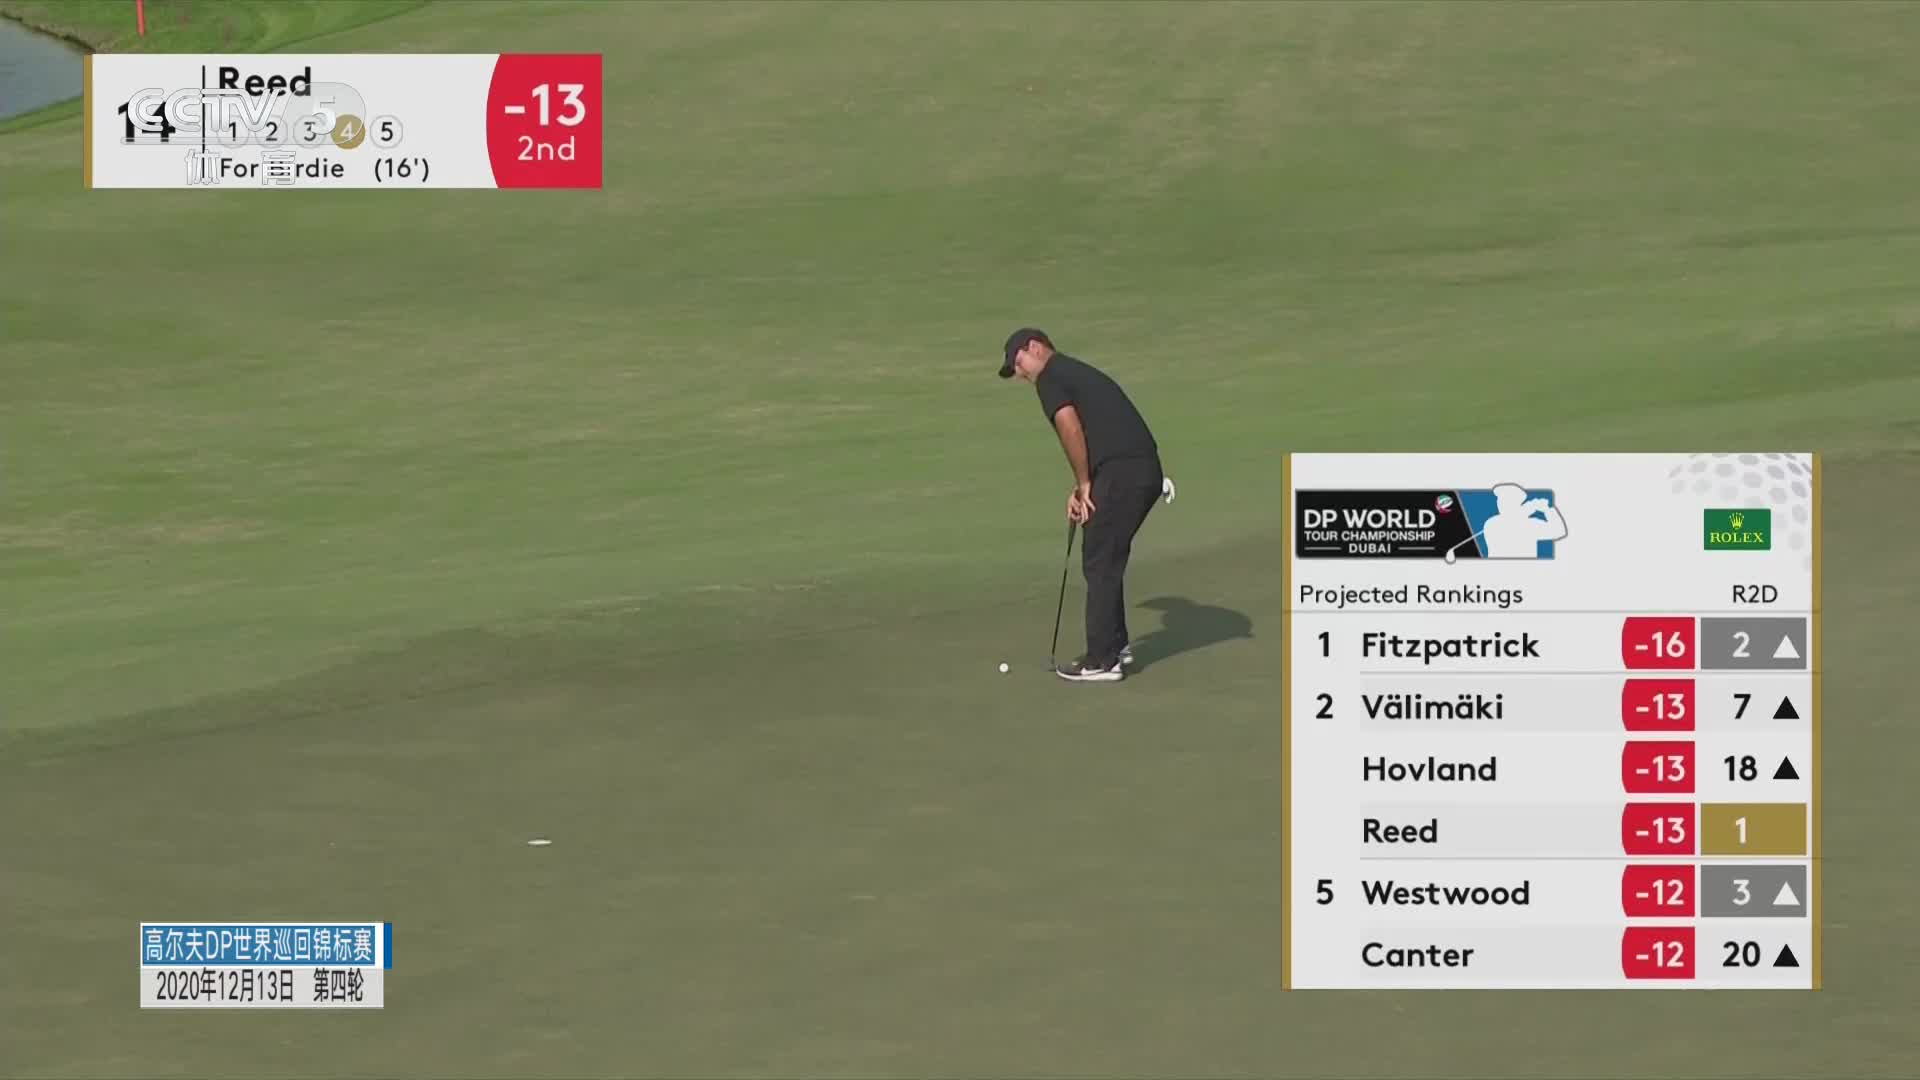 Reed
14
-13
1 2 3 4 5
2nd
For Birdie (16')
CCTV 5
体育
DP WORLD
TOUR CHAMPIONSHIP
DUBAI
ROLEX
Projected Rankings R2D
1 Fitzpatrick -16 2 ▲
2 Välimäki -13 7 ▲
Hovland -13 18 ▲
Reed -13 1
5 Westwood -12 3 ▲
Canter -12 20 ▲
高尔夫DP世界巡回锦标赛
2020年12月13日 第四轮